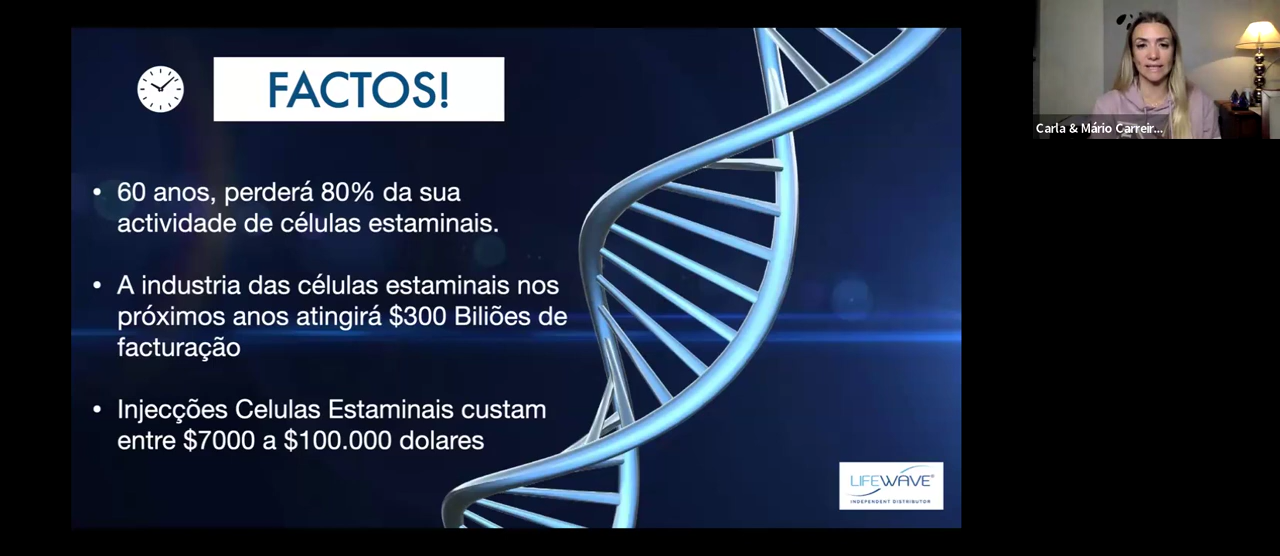 FACTOS!
• 60 anos, perderá 80% da sua
actividade de células estaminais.
• A industria das células estaminais nos
próximos anos atingirá $300 Biliões de
facturação
• Injecções Celulas Estaminais custam
entre $7000 a $100.000 dolares
LIFEWAVE®
INDEPENDENT DISTRIBUTOR
Carla & Mário Carreir...